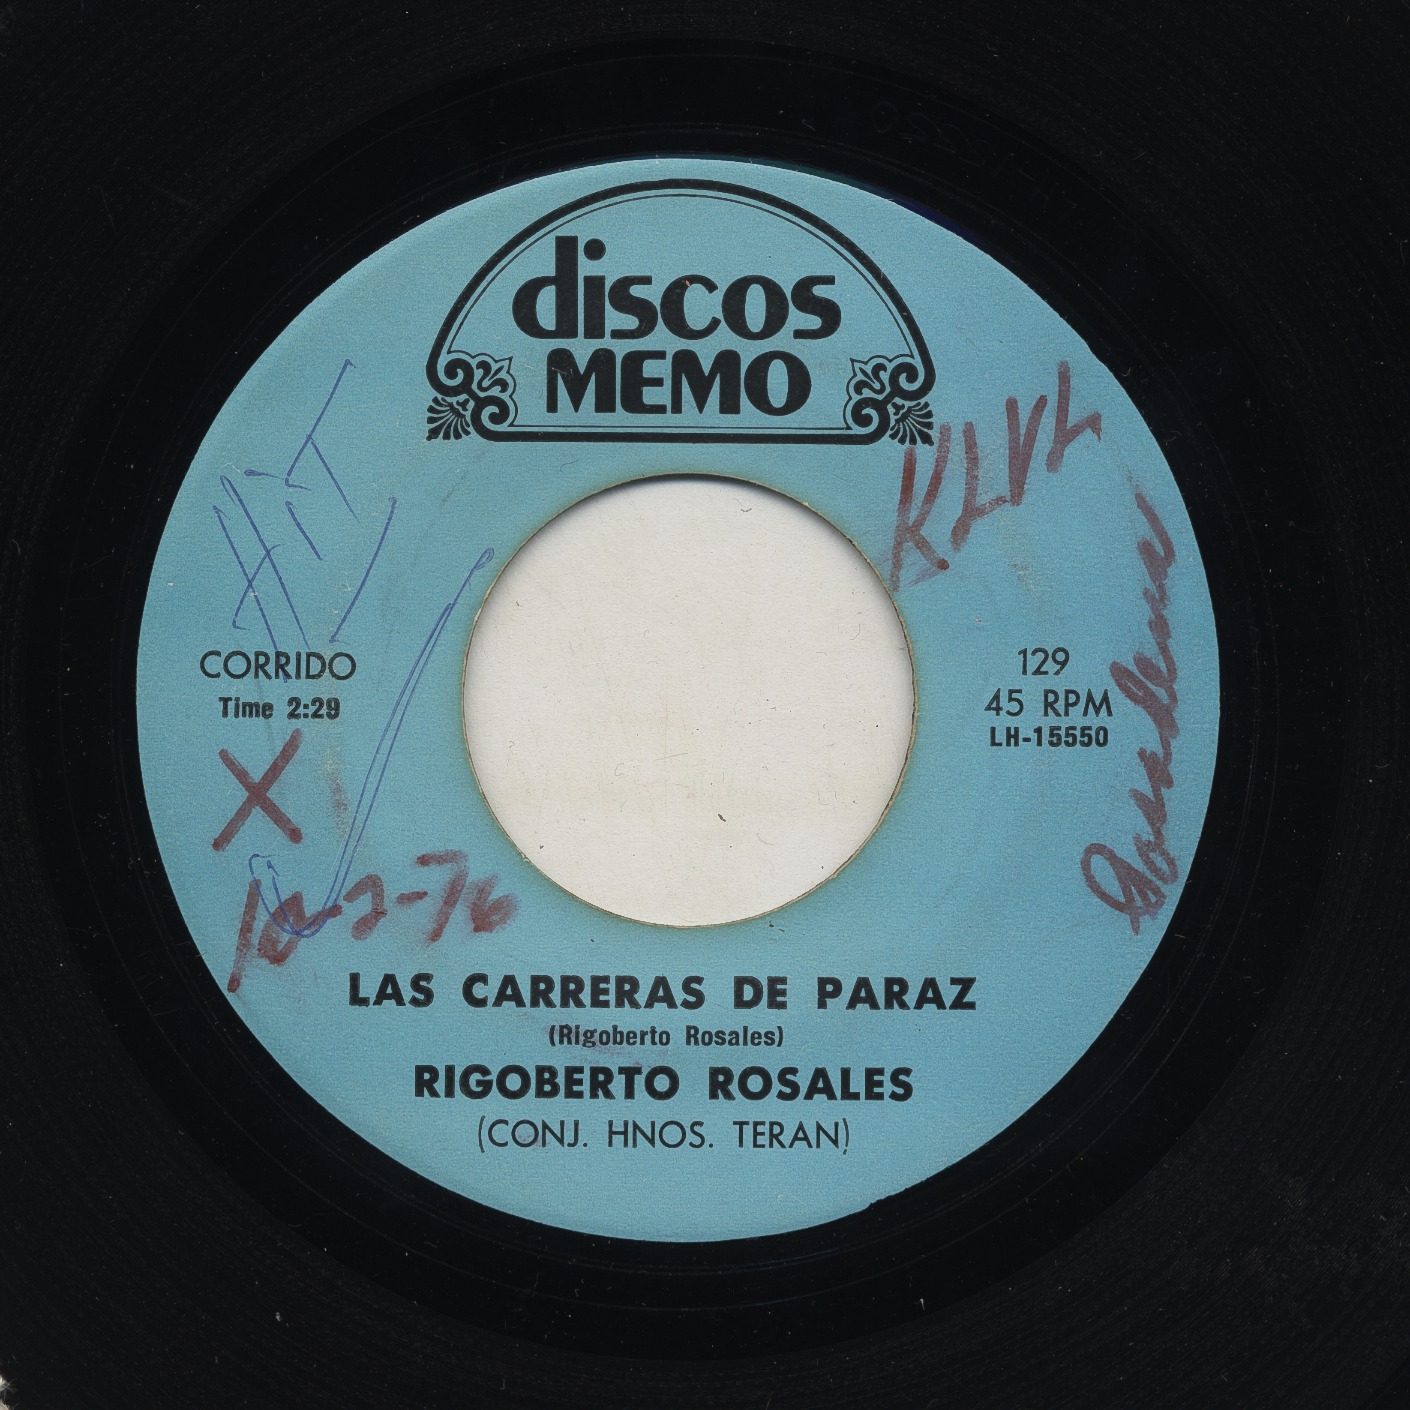 discos
MEMO
HIT
KLVL
CORRIDO
Time 2:29
129
45 RPM
LH-15550
X
10-2-76
LAS CARRERAS DE PARAZ
(Rigoberto Rosales)
RIGOBERTO ROSALES
(CONJ. HNOS. TERAN)